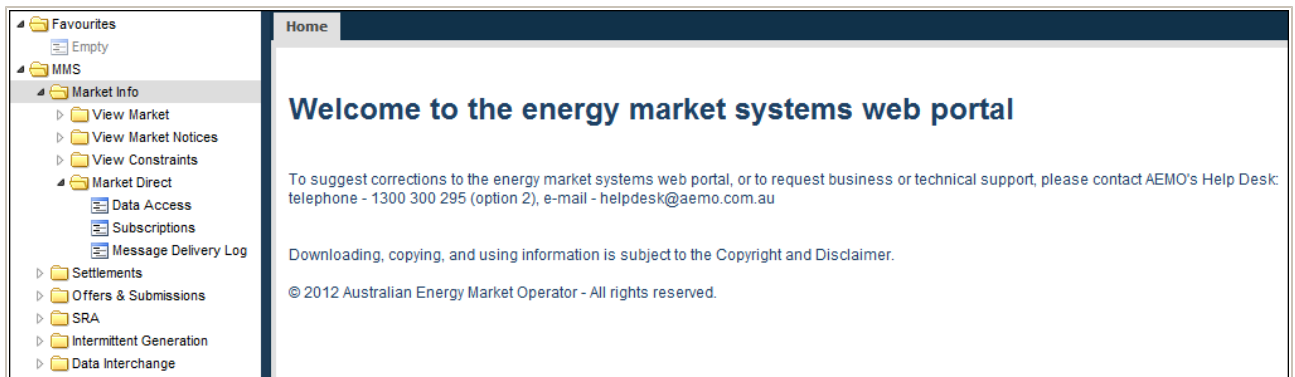 Favourites
Empty
MMS
Market Info
View Market
View Market Notices
View Constraints
Market Direct
Data Access
Subscriptions
Message Delivery Log
Settlements
Offers & Submissions
SRA
Intermittent Generation
Data Interchange
Home
Welcome to the energy market systems web portal
To suggest corrections to the energy market systems web portal, or to request business or technical support, please contact AEMO's Help Desk:
telephone - 1300 300 295 (option 2), e-mail - helpdesk@aemo.com.au
Downloading, copying, and using information is subject to the Copyright and Disclaimer.
© 2012 Australian Energy Market Operator - All rights reserved.